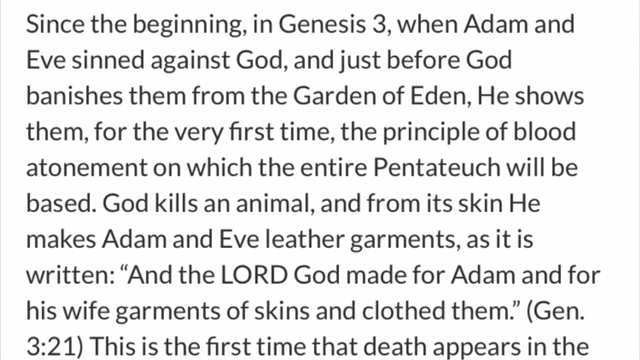 Since the beginning, in Genesis 3, when Adam and
Eve sinned against God, and just before God
banishes them from the Garden of Eden, He shows
them, for the very first time, the principle of blood
atonement on which the entire Pentateuch will be
based. God kills an animal, and from its skin He
makes Adam and Eve leather garments, as it is
written: “And the LORD God made for Adam and for
his wife garments of skins and clothed them.” (Gen.
3:21) This is the first time that death appears in the